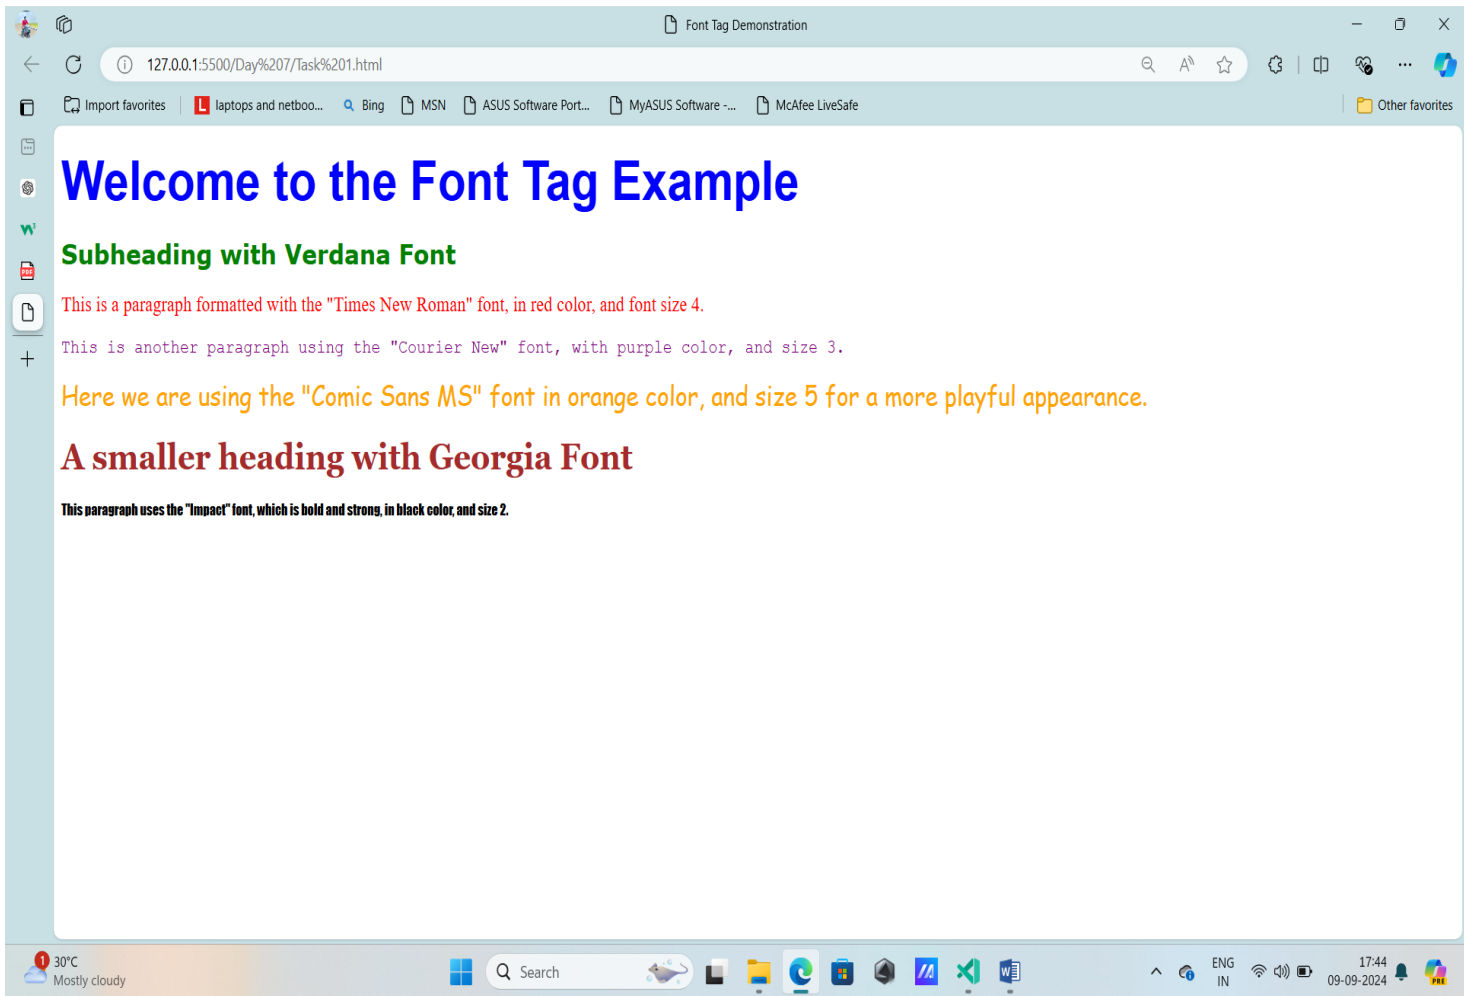 Font Tag Demonstration
127.0.0.1:5500/Day%207/Task%201.html
Import favorites L laptops and netboo... Bing MSN ASUS Software Port... MyASUS Software -... McAfee LiveSafe Other favorites
Welcome to the Font Tag Example
Subheading with Verdana Font
This is a paragraph formatted with the "Times New Roman" font, in red color, and font size 4.
This is another paragraph using the "Courier New" font, with purple color, and size 3.
Here we are using the "Comic Sans MS" font in orange color, and size 5 for a more playful appearance.
A smaller heading with Georgia Font
This paragraph uses the "Impact" font, which is bold and strong, in black color, and size 2.
1 30°C
Mostly cloudy
Search
ENG
IN
17:44
09-09-2024
PRE